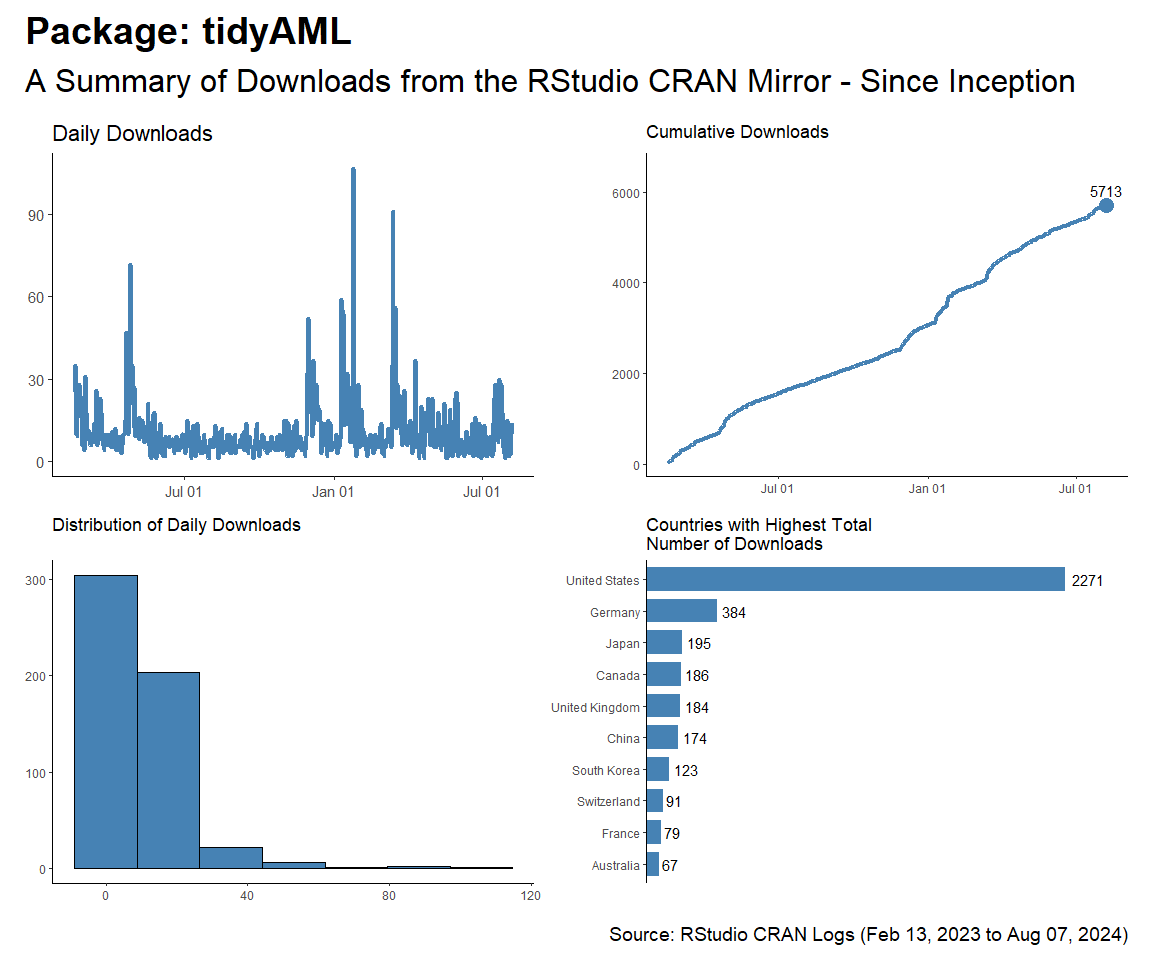 Package: tidyAML
A Summary of Downloads from the RStudio CRAN Mirror - Since Inception
Daily Downloads
90
60
30
0
Jul 01
Jan 01
Jul 01
Cumulative Downloads
6000
4000
2000
0
5713
Jul 01
Jan 01
Jul 01
Distribution of Daily Downloads
300
200
100
0
0
40
80
120
Countries with Highest Total
Number of Downloads
United States 2271
Germany 384
Japan 195
Canada 186
United Kingdom 184
China 174
South Korea 123
Switzerland 91
France 79
Australia 67
Source: RStudio CRAN Logs (Feb 13, 2023 to Aug 07, 2024)